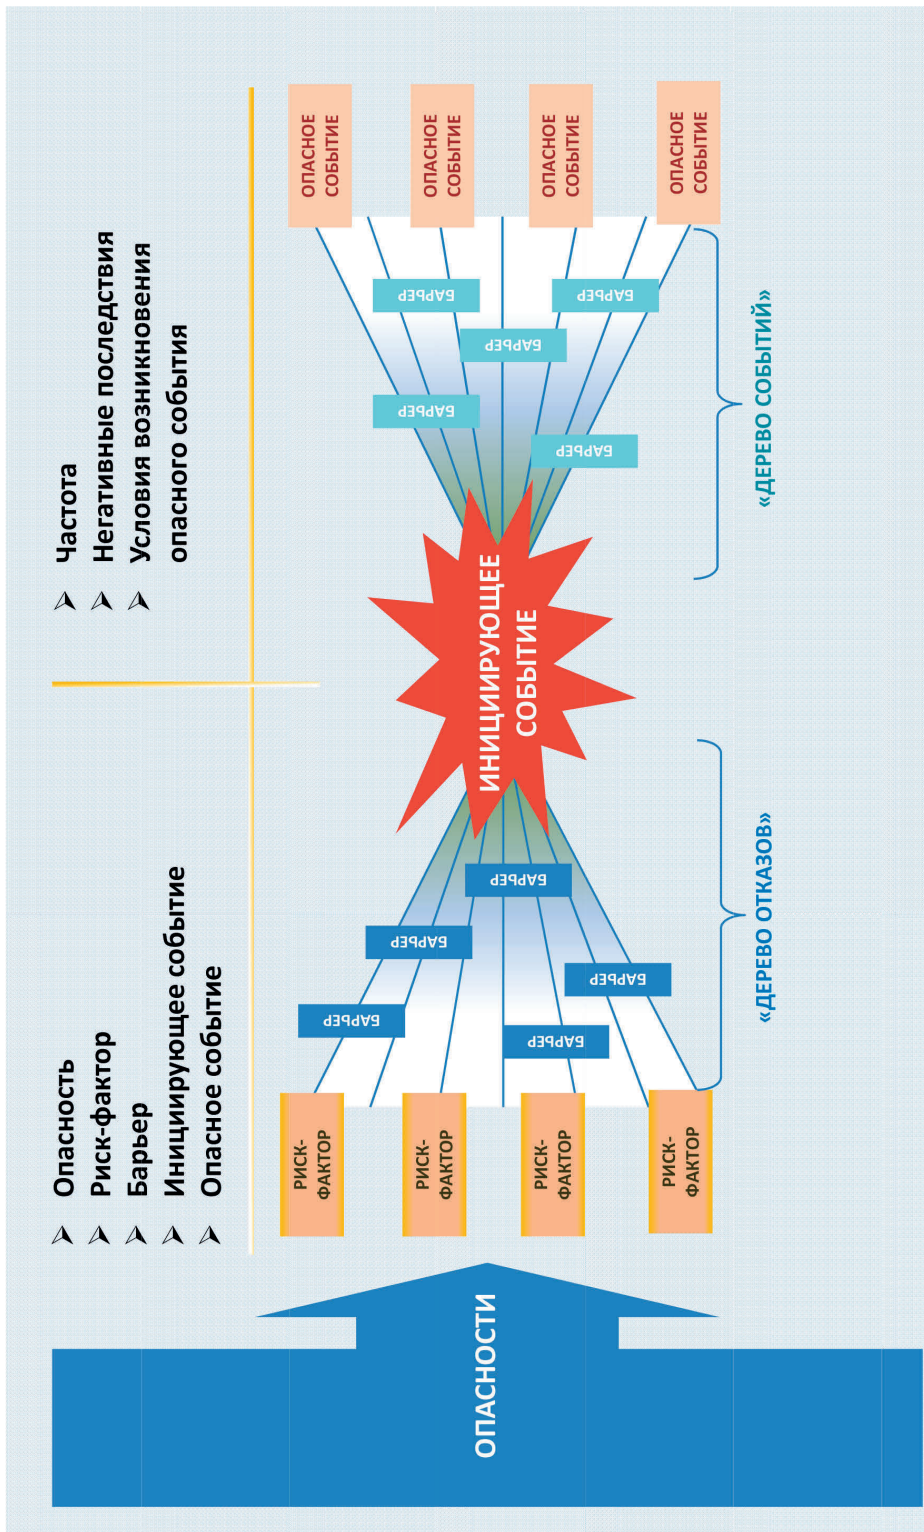 Опасность
Риск-фактор
Барьер
Инициирующее событие
Опасное событие
Частота
Негативные последствия
Условия возникновения
опасного события
ОПАСНОСТИ
РИСК-
ФАКТОР
РИСК-
ФАКТОР
РИСК-
ФАКТОР
РИСК-
ФАКТОР
БАРЬЕР
БАРЬЕР
БАРЬЕР
БАРЬЕР
БАРЬЕР
ИНИЦИИРУЮЩЕЕ
СОБЫТИЕ
БАРЬЕР
БАРЬЕР
БАРЬЕР
БАРЬЕР
БАРЬЕР
ОПАСНОЕ
СОБЫТИЕ
ОПАСНОЕ
СОБЫТИЕ
ОПАСНОЕ
СОБЫТИЕ
ОПАСНОЕ
СОБЫТИЕ
«ДЕРЕВО ОТКАЗОВ»
«ДЕРЕВО СОБЫТИЙ»